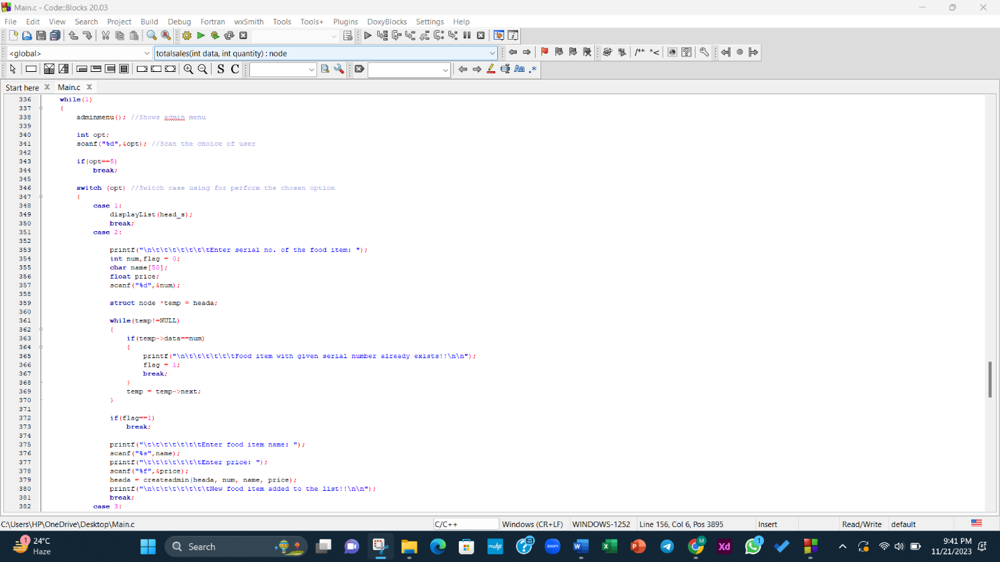 Main.c - Code::Blocks 20.03
File Edit View Search Project Build Debug Fortran wxSmith Tools Tools+ Plugins DoxyBlocks Settings Help
<global> totalsales(int data, int quantity) : node /** *<
S C Aa .*
Start here Main.c
336 while(1)
337 {
338 adminmenu(); //Shows admin menu
339
340 int opt;
341 scanf("%d",&opt); //Scan the choice of user
342
343 if(opt==5)
344 break;
345
346 switch (opt) //Switch case using for perform the chosen option
347 {
348 case 1:
349 displayList(head_s);
350 break;
351 case 2:
352
353 printf("\n\t\t\t\t\t\t\tEnter serial no. of the food item: ");
354 int num,flag = 0;
355 char name[50];
356 float price;
357 scanf("%d",&num);
358
359 struct node *temp = heada;
360
361 while(temp!=NULL)
362 {
363 if(temp->data==num)
364 {
365 printf("\n\t\t\t\t\t\tFood item with given serial number already exists!!\n\n");
366 flag = 1;
367 break;
368 }
369 temp = temp->next;
370 }
371
372 if(flag==1)
373 break;
374
375 printf("\t\t\t\t\t\t\tEnter food item name: ");
376 scanf("%s",name);
377 printf("\t\t\t\t\t\t\tEnter price: ");
378 scanf("%f",&price);
379 heada = createadmin(heada, num, name, price);
380 printf("\n\t\t\t\t\t\t\tNew food item added to the list!!\n\n");
381 break;
382 case 3:
C:\Users\HP\OneDrive\Desktop\Main.c C/C++ Windows (CR+LF) WINDOWS-1252 Line 156, Col 6, Pos 3895 Insert Read/Write default
1 24°C
Haze
Search
myhp zoom W X P M Xd 1
9:41 PM
11/21/2023